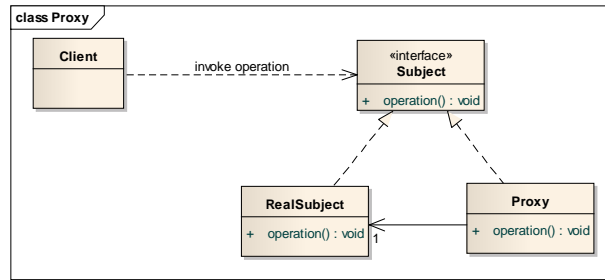 class Proxy
Client
invoke operation
«interface»
Subject
+ operation() : void
RealSubject
+ operation() : void
1
Proxy
+ operation() : void